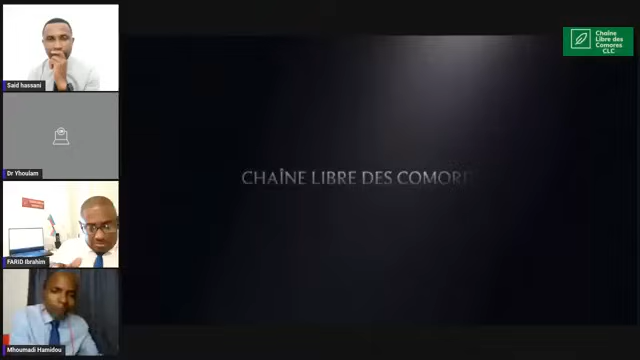 Said hassani
Dr Yhoulam
FARID Ibrahim
Mhoumadi Hamidou
CHAÎNE LIBRE DES COMOR
Chaîne
Libre des
Comores
CLC